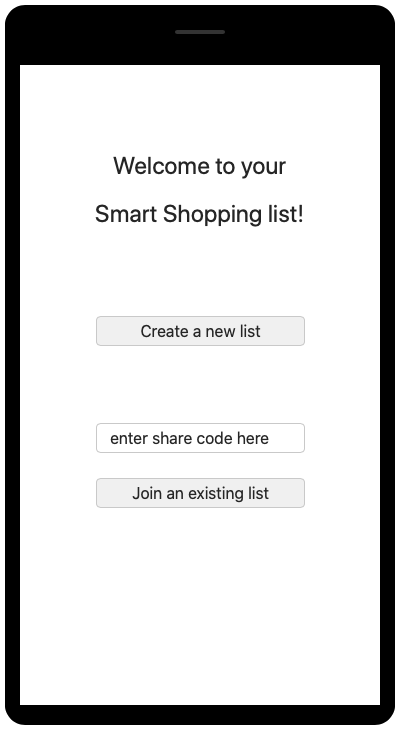 Welcome to your
Smart Shopping list!
Create a new list
enter share code here
Join an existing list